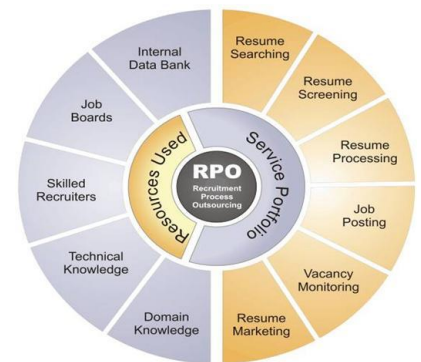 Internal
Data Bank
Job
Boards
Skilled
Recruiters
Technical
Knowledge
Domain
Knowledge
Resources Used
RPO
Recruitment
Process
Outsourcing
Service Portfolio
Resume
Searching
Resume
Screening
Resume
Processing
Job
Posting
Vacancy
Monitoring
Resume
Marketing